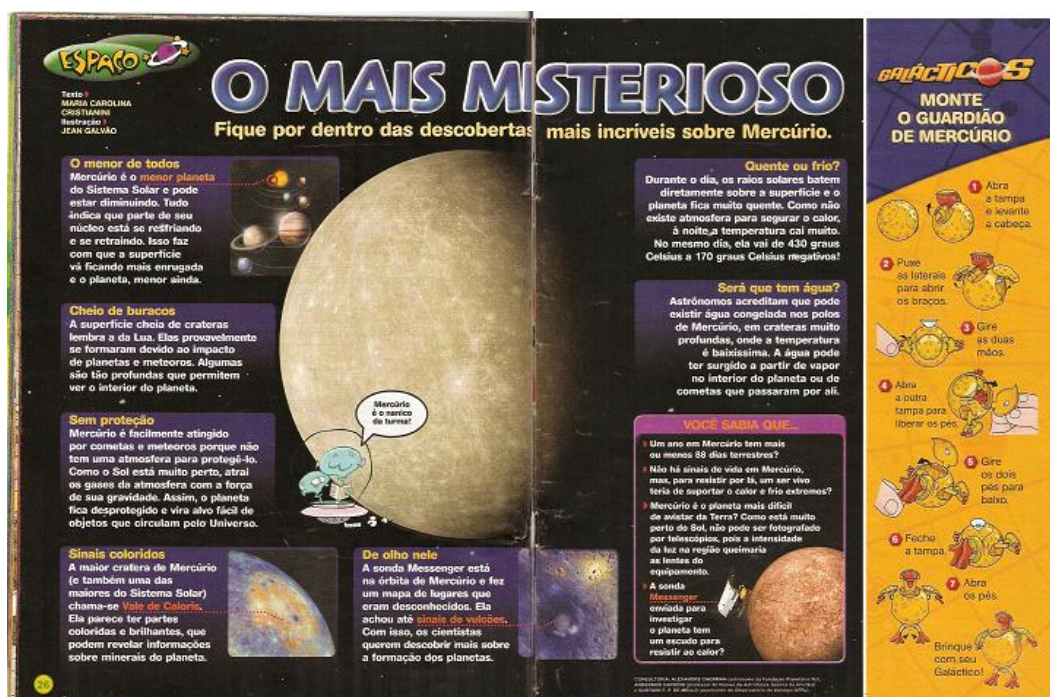 ESPAÇO
Texto
MARIA CAROLINA
CRISTIANINI
Ilustração
JEAN GALVÃO
O MAIS MISTERIOSO
Fique por dentro das descobertas mais incríveis sobre Mercúrio.
O menor de todos
Mercúrio é o menor planeta
do Sistema Solar e pode
estar diminuindo. Tudo
indica que parte de seu
núcleo está se resfriando
e se retraindo. Isso faz
com que a superfície
vá ficando mais enrugada
e o planeta, menor ainda.
Cheio de buracos
A superfície cheia de crateras
lembra a da Lua. Elas provavelmente
se formaram devido ao impacto
de planetas e meteoros. Algumas
são tão profundas que permitem
ver o interior do planeta.
Sem proteção
Mercúrio é facilmente atingido
por cometas e meteoros porque não
tem uma atmosfera para protegê-lo.
Como o Sol está muito perto, atrai
os gases da atmosfera com a força
de sua gravidade. Assim, o planeta
fica desprotegido e vira alvo fácil de
objetos que circulam pelo Universo.
Sinais coloridos
A maior cratera de Mercúrio
(e também uma das
maiores do Sistema Solar)
chama-se Vale de Caloris.
Ela parece ter partes
coloridas e brilhantes, que
podem revelar informações
sobre minerais do planeta.
26
Mercúrio
é o nanico
da turma!
De olho nele
A sonda Messenger está
na órbita de Mercúrio e fez
um mapa de lugares que
eram desconhecidos. Ela
achou até sinais de vulcões.
Com isso, os cientistas
querem descobrir mais sobre
a formação dos planetas.
Quente ou frio?
Durante o dia, os raios solares batem
diretamente sobre a superfície e o
planeta fica muito quente. Como não
existe atmosfera para segurar o calor,
à noite a temperatura cai muito.
No mesmo dia, ela vai de 430 graus
Celsius a 170 graus Celsius negativos!
Será que tem água?
Astrônomos acreditam que pode
existir água congelada nos polos
de Mercúrio, em crateras muito
profundas, onde a temperatura
é baixíssima. A água pode
ter surgido a partir de vapor
no interior do planeta ou de
cometas que passaram por ali.
VOCÊ SABIA QUE...
Um ano em Mercúrio tem mais
ou menos 88 dias terrestres?
Não há sinais de vida em Mercúrio,
mas, para resistir por lá, um ser vivo
teria de suportar o calor e frio extremos?
Mercúrio é o planeta mais difícil
de avistar da Terra? Como está muito
perto do Sol, não pode ser fotografado
por telescópios, pois a intensidade
da luz na região queimaria
as lentes do
equipamento.
A sonda
Messenger
enviada para
investigar
o planeta tem
um escudo para
resistir ao calor?
GALÁCTICOS
MONTE
O GUARDIÃO
DE MERCÚRIO
1 Abra
a tampa
e levante
a cabeça.
2 Puxe
as laterais
para abrir
os braços.
3 Gire
as duas
mãos.
4 Abra
a outra
tampa para
liberar os pés.
5 Gire
os dois
pés para
baixo.
6 Feche
a tampa.
7 Abra
os pés.
Brinque
com seu
Galáctico!